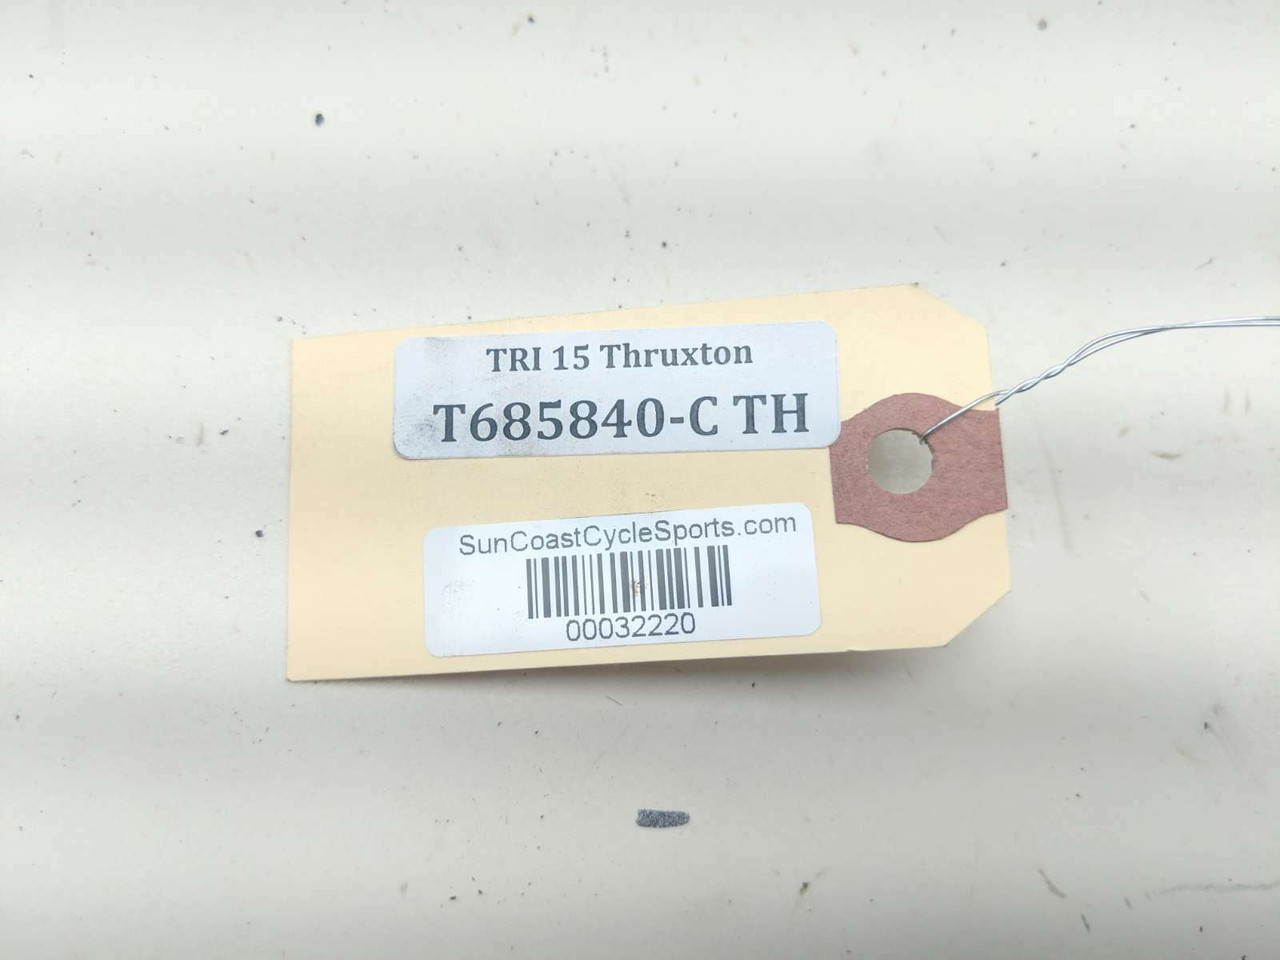 TRI 15 Thruxton
T685840-C TH
SunCoastCycleSports.com
00032220